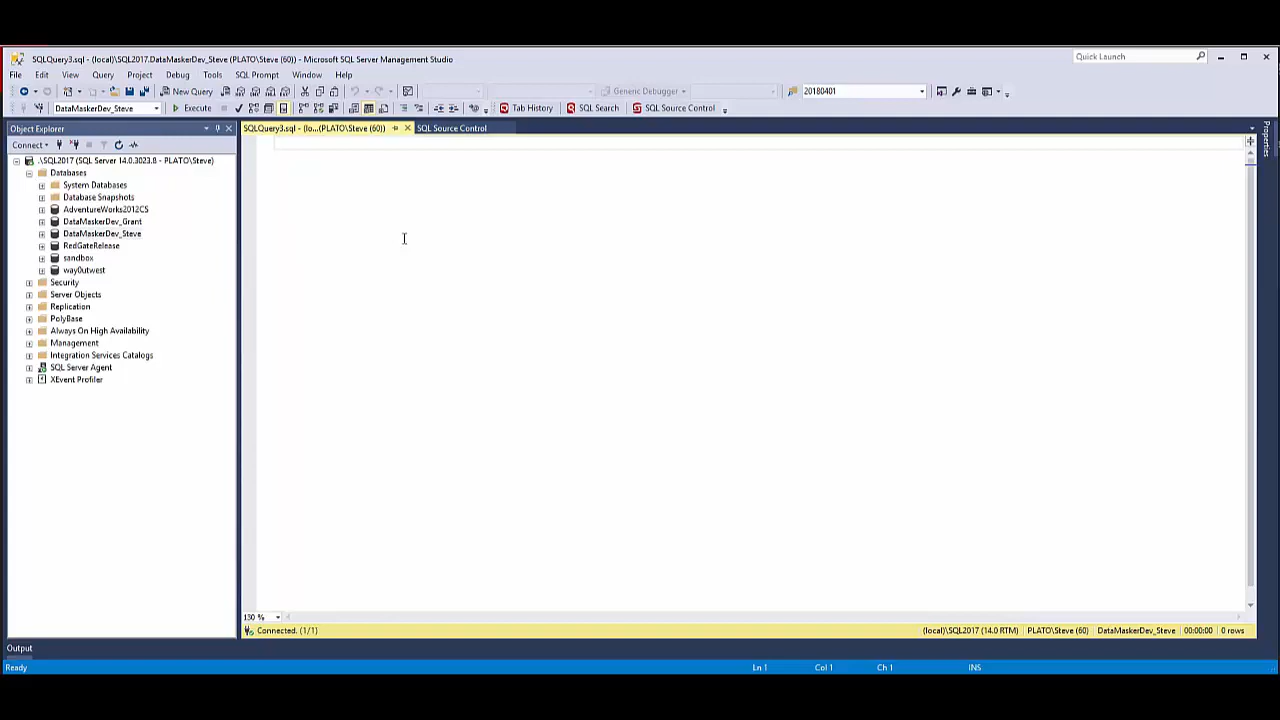 SQLQuery3.sql - (local)\SQL2017.DataMaskerDev_Steve (PLATO\Steve (60)) - Microsoft SQL Server Management Studio
Quick Launch
File Edit View Query Project Debug Tools SQL Prompt Window Help
New Query Generic Debugger 20180401
DataMaskerDev_Steve Execute Tab History SQL Search SQL Source Control
Object Explorer
SQLQuery3.sql - (lo...(PLATO\Steve (60)) SQL Source Control
Properties
Connect
.\SQL2017 (SQL Server 14.0.3023.8 - PLATO\Steve)
Databases
System Databases
Database Snapshots
AdventureWorks2012CS
DataMaskerDev_Grant
DataMaskerDev_Steve
RedGateRelease
sandbox
way0utwest
Security
Server Objects
Replication
PolyBase
Always On High Availability
Management
Integration Services Catalogs
SQL Server Agent
XEvent Profiler
130 %
Connected. (1/1) (local)\SQL2017 (14.0 RTM) PLATO\Steve (60) DataMaskerDev_Steve 00:00:00 0 rows
Output
Ready Ln 1 Col 1 Ch 1 INS